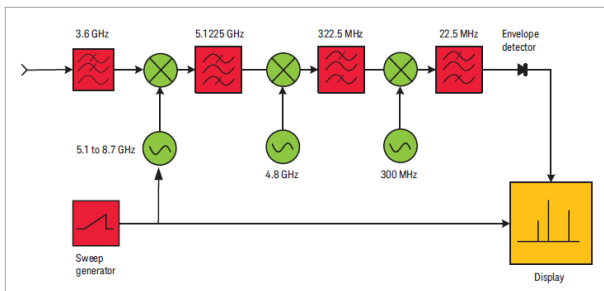 3.6 GHz
5.1225 GHz
322.5 MHz
22.5 MHz
Envelope
detector
5.1 to 8.7 GHz
4.8 GHz
300 MHz
Sweep
generator
Display